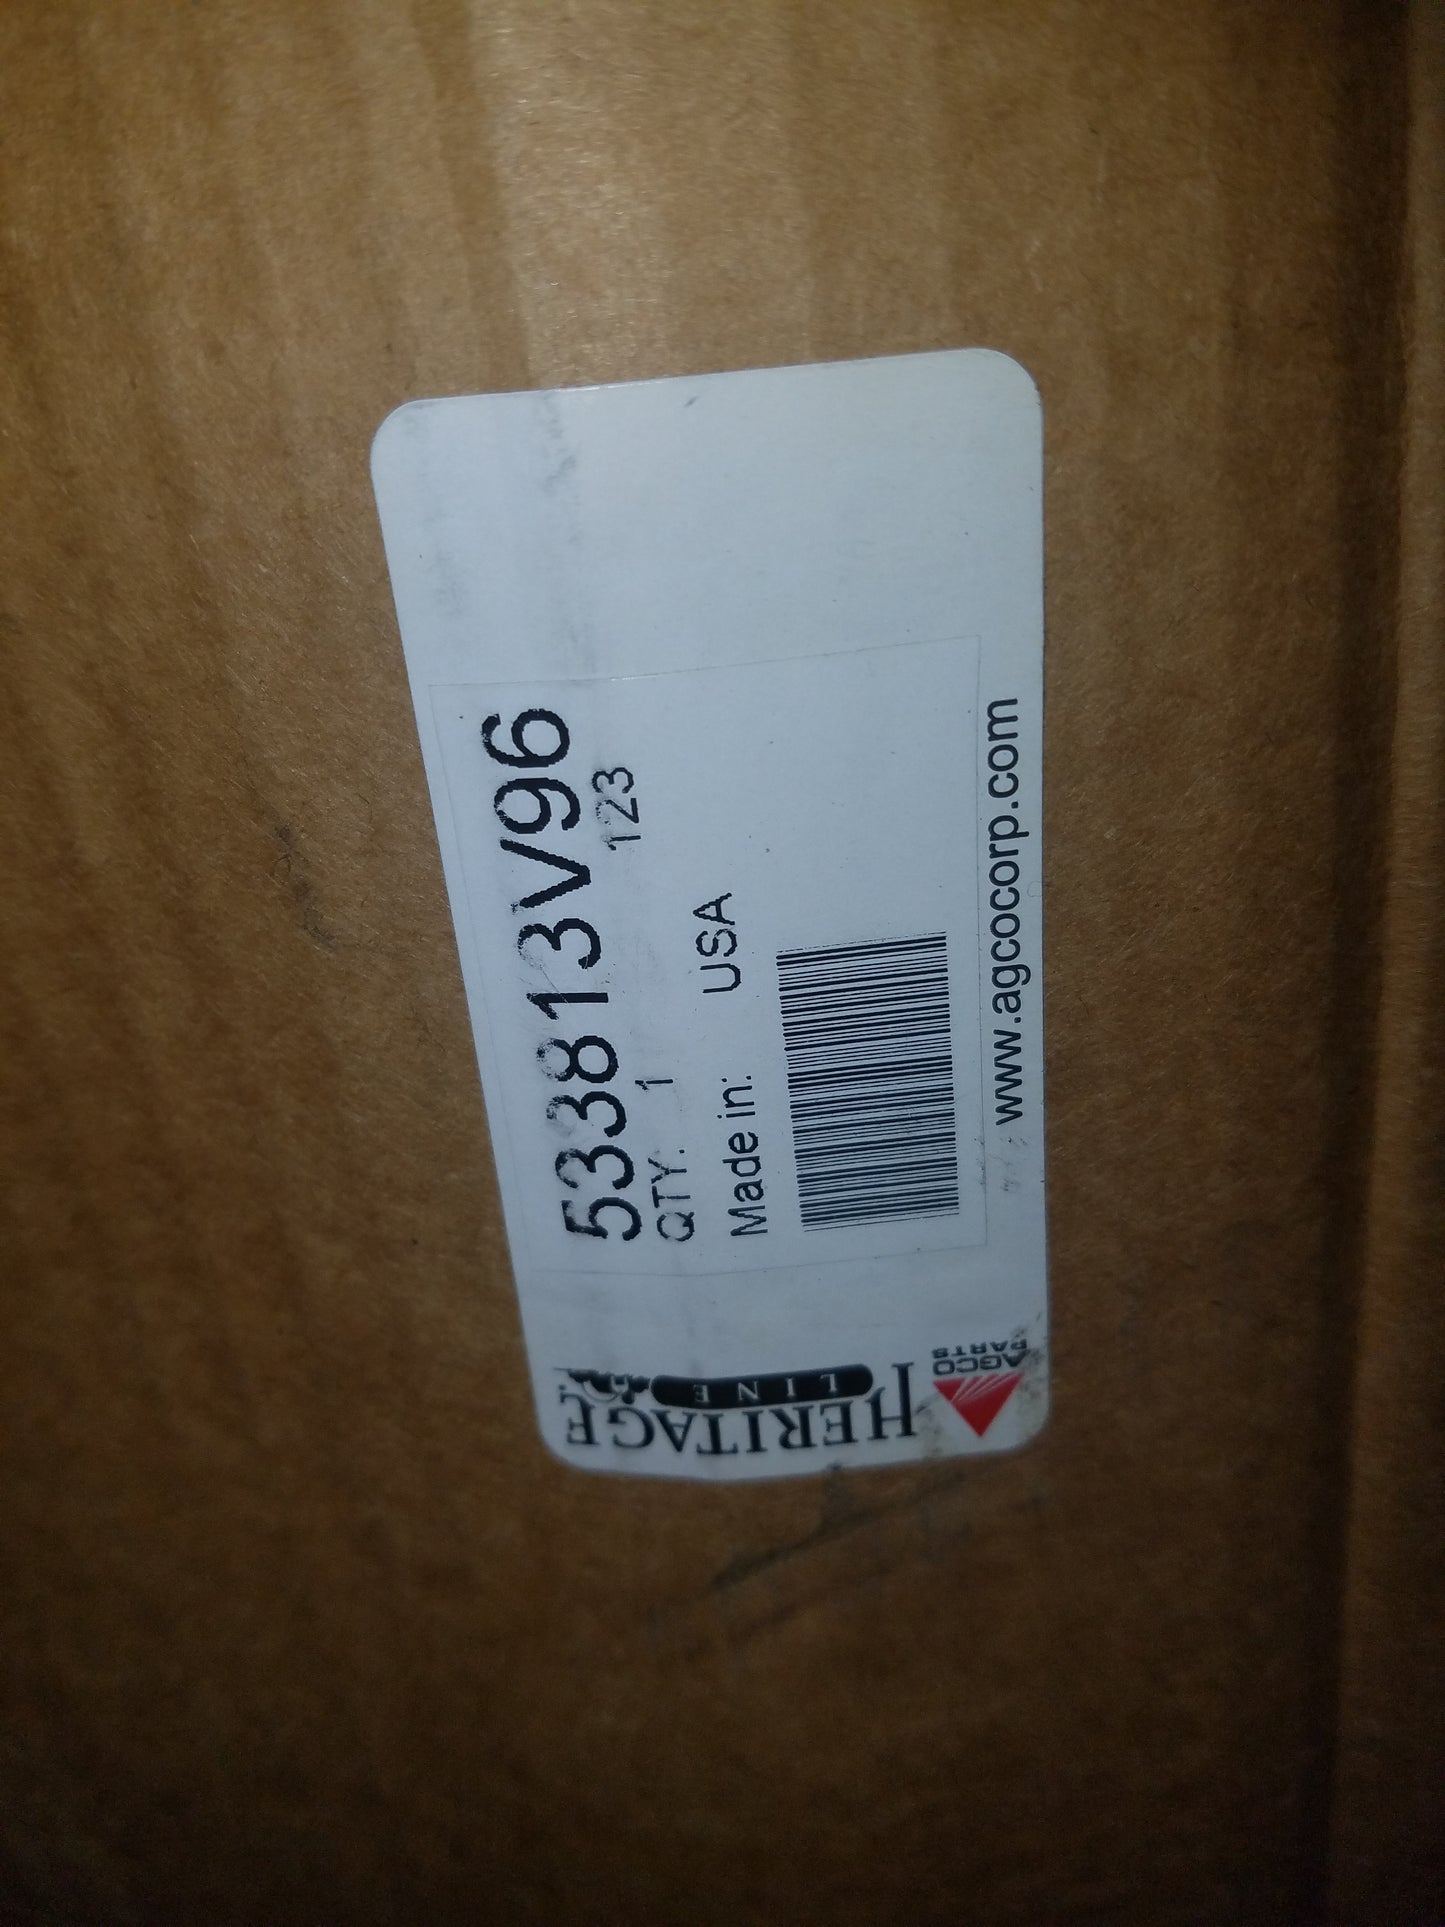 533813V96
123
QTY. 1
Made in: USA
www.agcocorp.com
HERITAGE
LINE
AGCO
PARTS